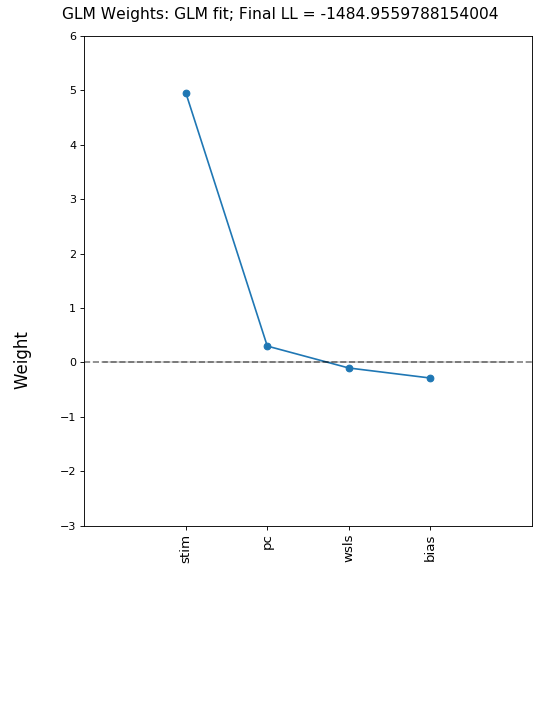 GLM Weights: GLM fit; Final LL = -1484.9559788154004
6
5
4
3
2
1
0
−1
−2
−3
Weight
stim
pc
wsls
bias